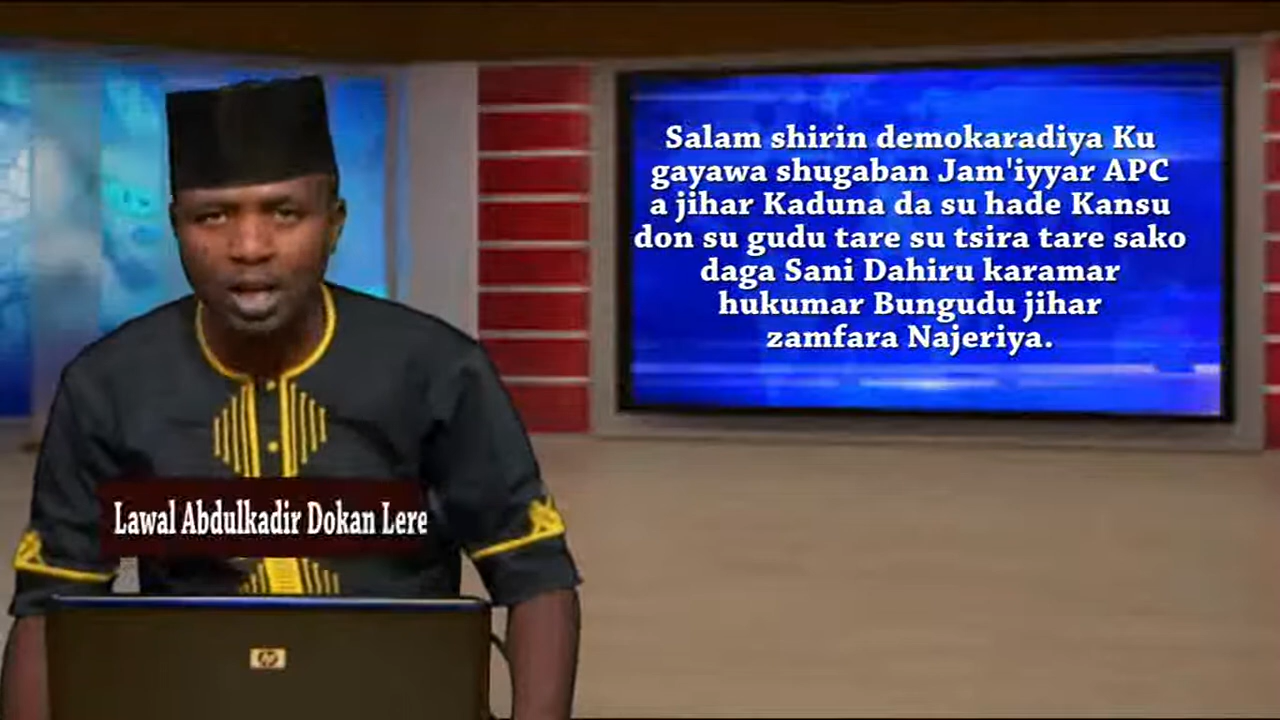 Salam shirin demokaradiya Ku
gayawa shugaban Jam'iyyar APC
a jihar Kaduna da su hade Kansu
don su gudu tare su tsira tare sako
daga Sani Dahiru karamar
hukumar Bungudu jihar
zamfara Najeriya.
Lawal Abdulkadir Dokan Lere
hp